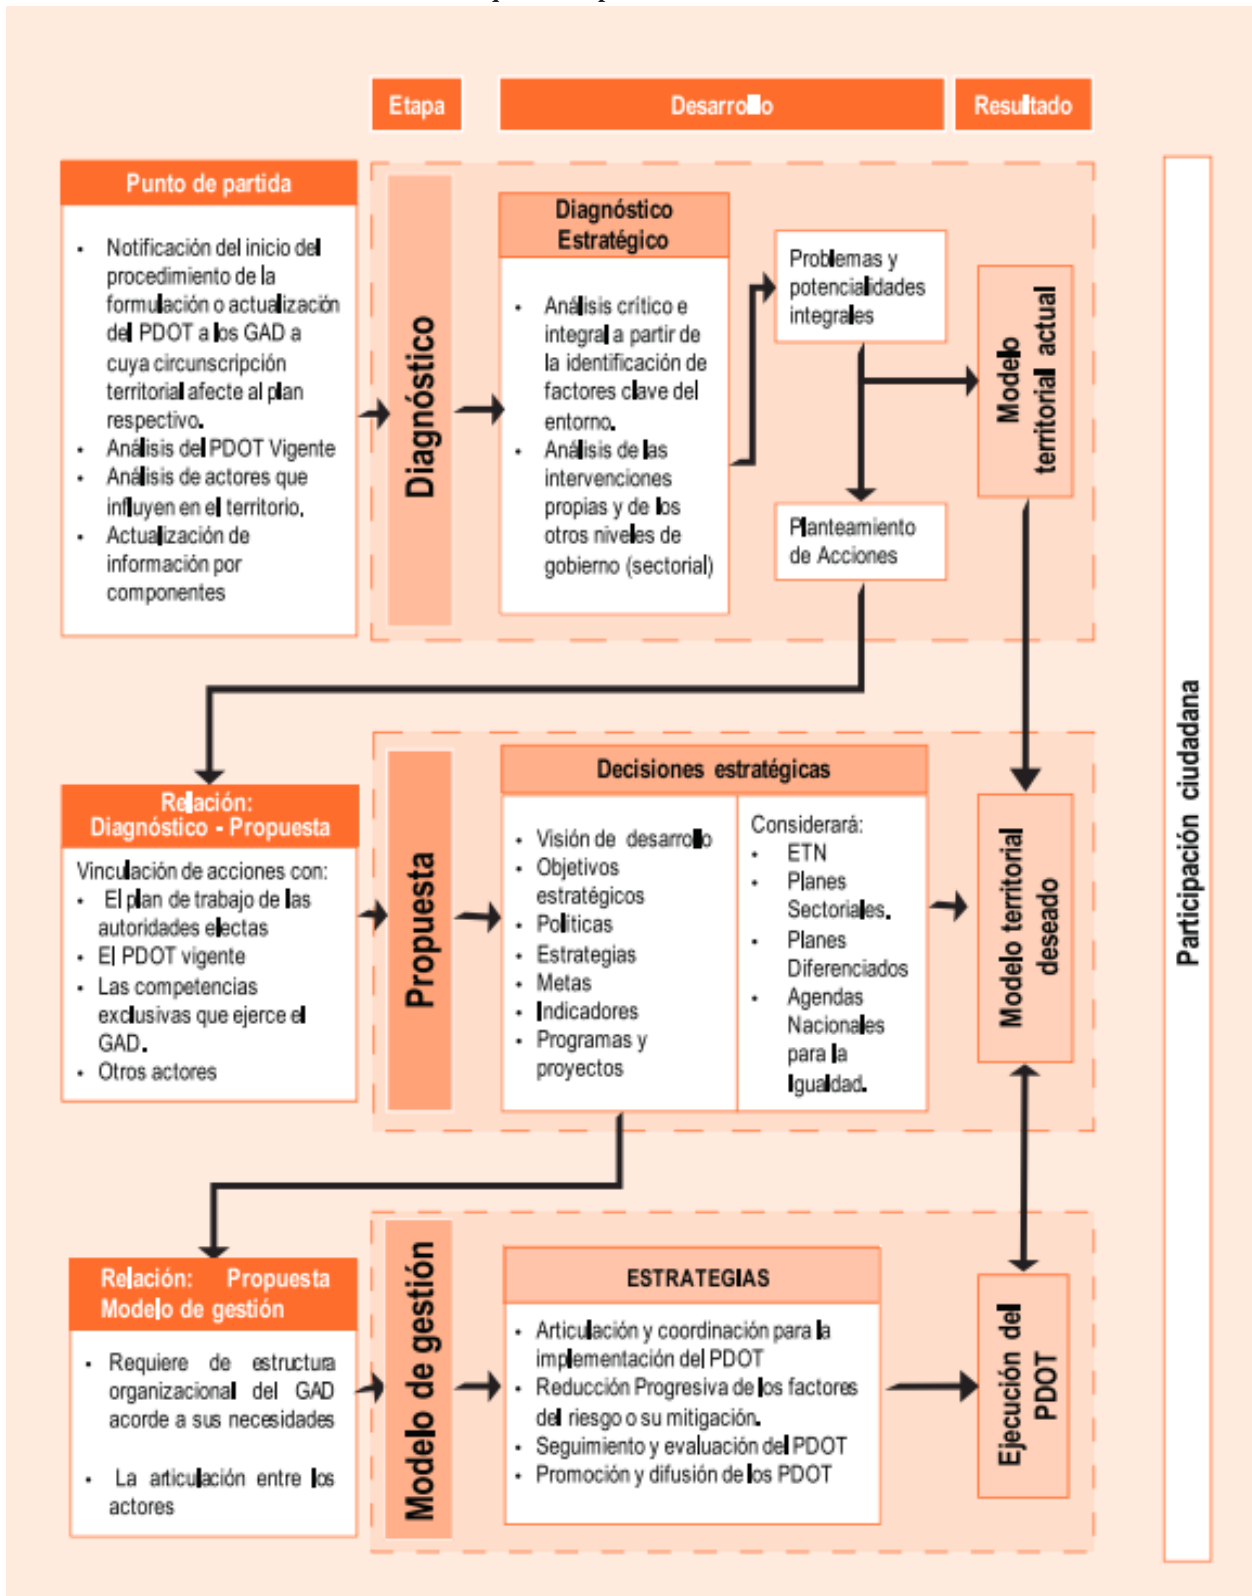 Etapa
Desarrollo
Resultado
Punto de partida
• Notificación del inicio del
procedimiento de la
formulación o actualización
del PDOT a los GAD a
cuya circunscripción
territorial afecte al plan
respectivo.
• Análisis del PDOT Vigente
• Análisis de actores que
influyen en el territorio.
• Actualización de
información por
componentes
Diagnóstico
Diagnóstico
Estratégico
• Análisis crítico e
integral a partir de
la identificación de
factores clave del
entorno.
• Análisis de las
intervenciones
propias y de los
otros niveles de
gobierno (sectorial)
Problemas y
potencialidades
integrales
Planteamiento
de Acciones
Modelo
territorial actual
Relación:
Diagnóstico - Propuesta
Vinculación de acciones con:
• El plan de trabajo de las
autoridades electas
• El PDOT vigente
• Las competencias
exclusivas que ejerce el
GAD.
• Otros actores
Propuesta
Decisiones estratégicas
• Visión de desarrollo
• Objetivos
estratégicos
• Políticas
• Estrategias
• Metas
• Indicadores
• Programas y
proyectos
Considerará:
• ETN
• Planes
Sectoriales.
• Planes
Diferenciados
• Agendas
Nacionales
para la
Igualdad.
Modelo territorial
deseado
Relación: Propuesta
Modelo de gestión
• Requiere de estructura
organizacional del GAD
acorde a sus necesidades
• La articulación entre los
actores
Modelo de gestión
ESTRATEGIAS
• Articulación y coordinación para la
implementación del PDOT
• Reducción Progresiva de los factores
del riesgo o su mitigación.
• Seguimiento y evaluación del PDOT
• Promoción y difusión de los PDOT
Ejecución del
PDOT
Participación ciudadana